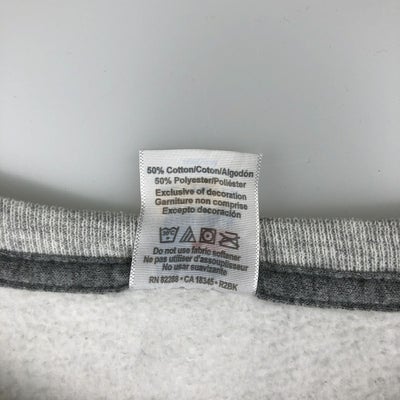 50% Cotton/Coton/Algodón
50% Polyester/Poliéster
Exclusive of decoration
Garniture non comprise
Excepto decoración
Do not use fabric softener
Ne pas utiliser d'assouplisseur
No usar suavizante
RN 92288 • CA 18345 • R2BK